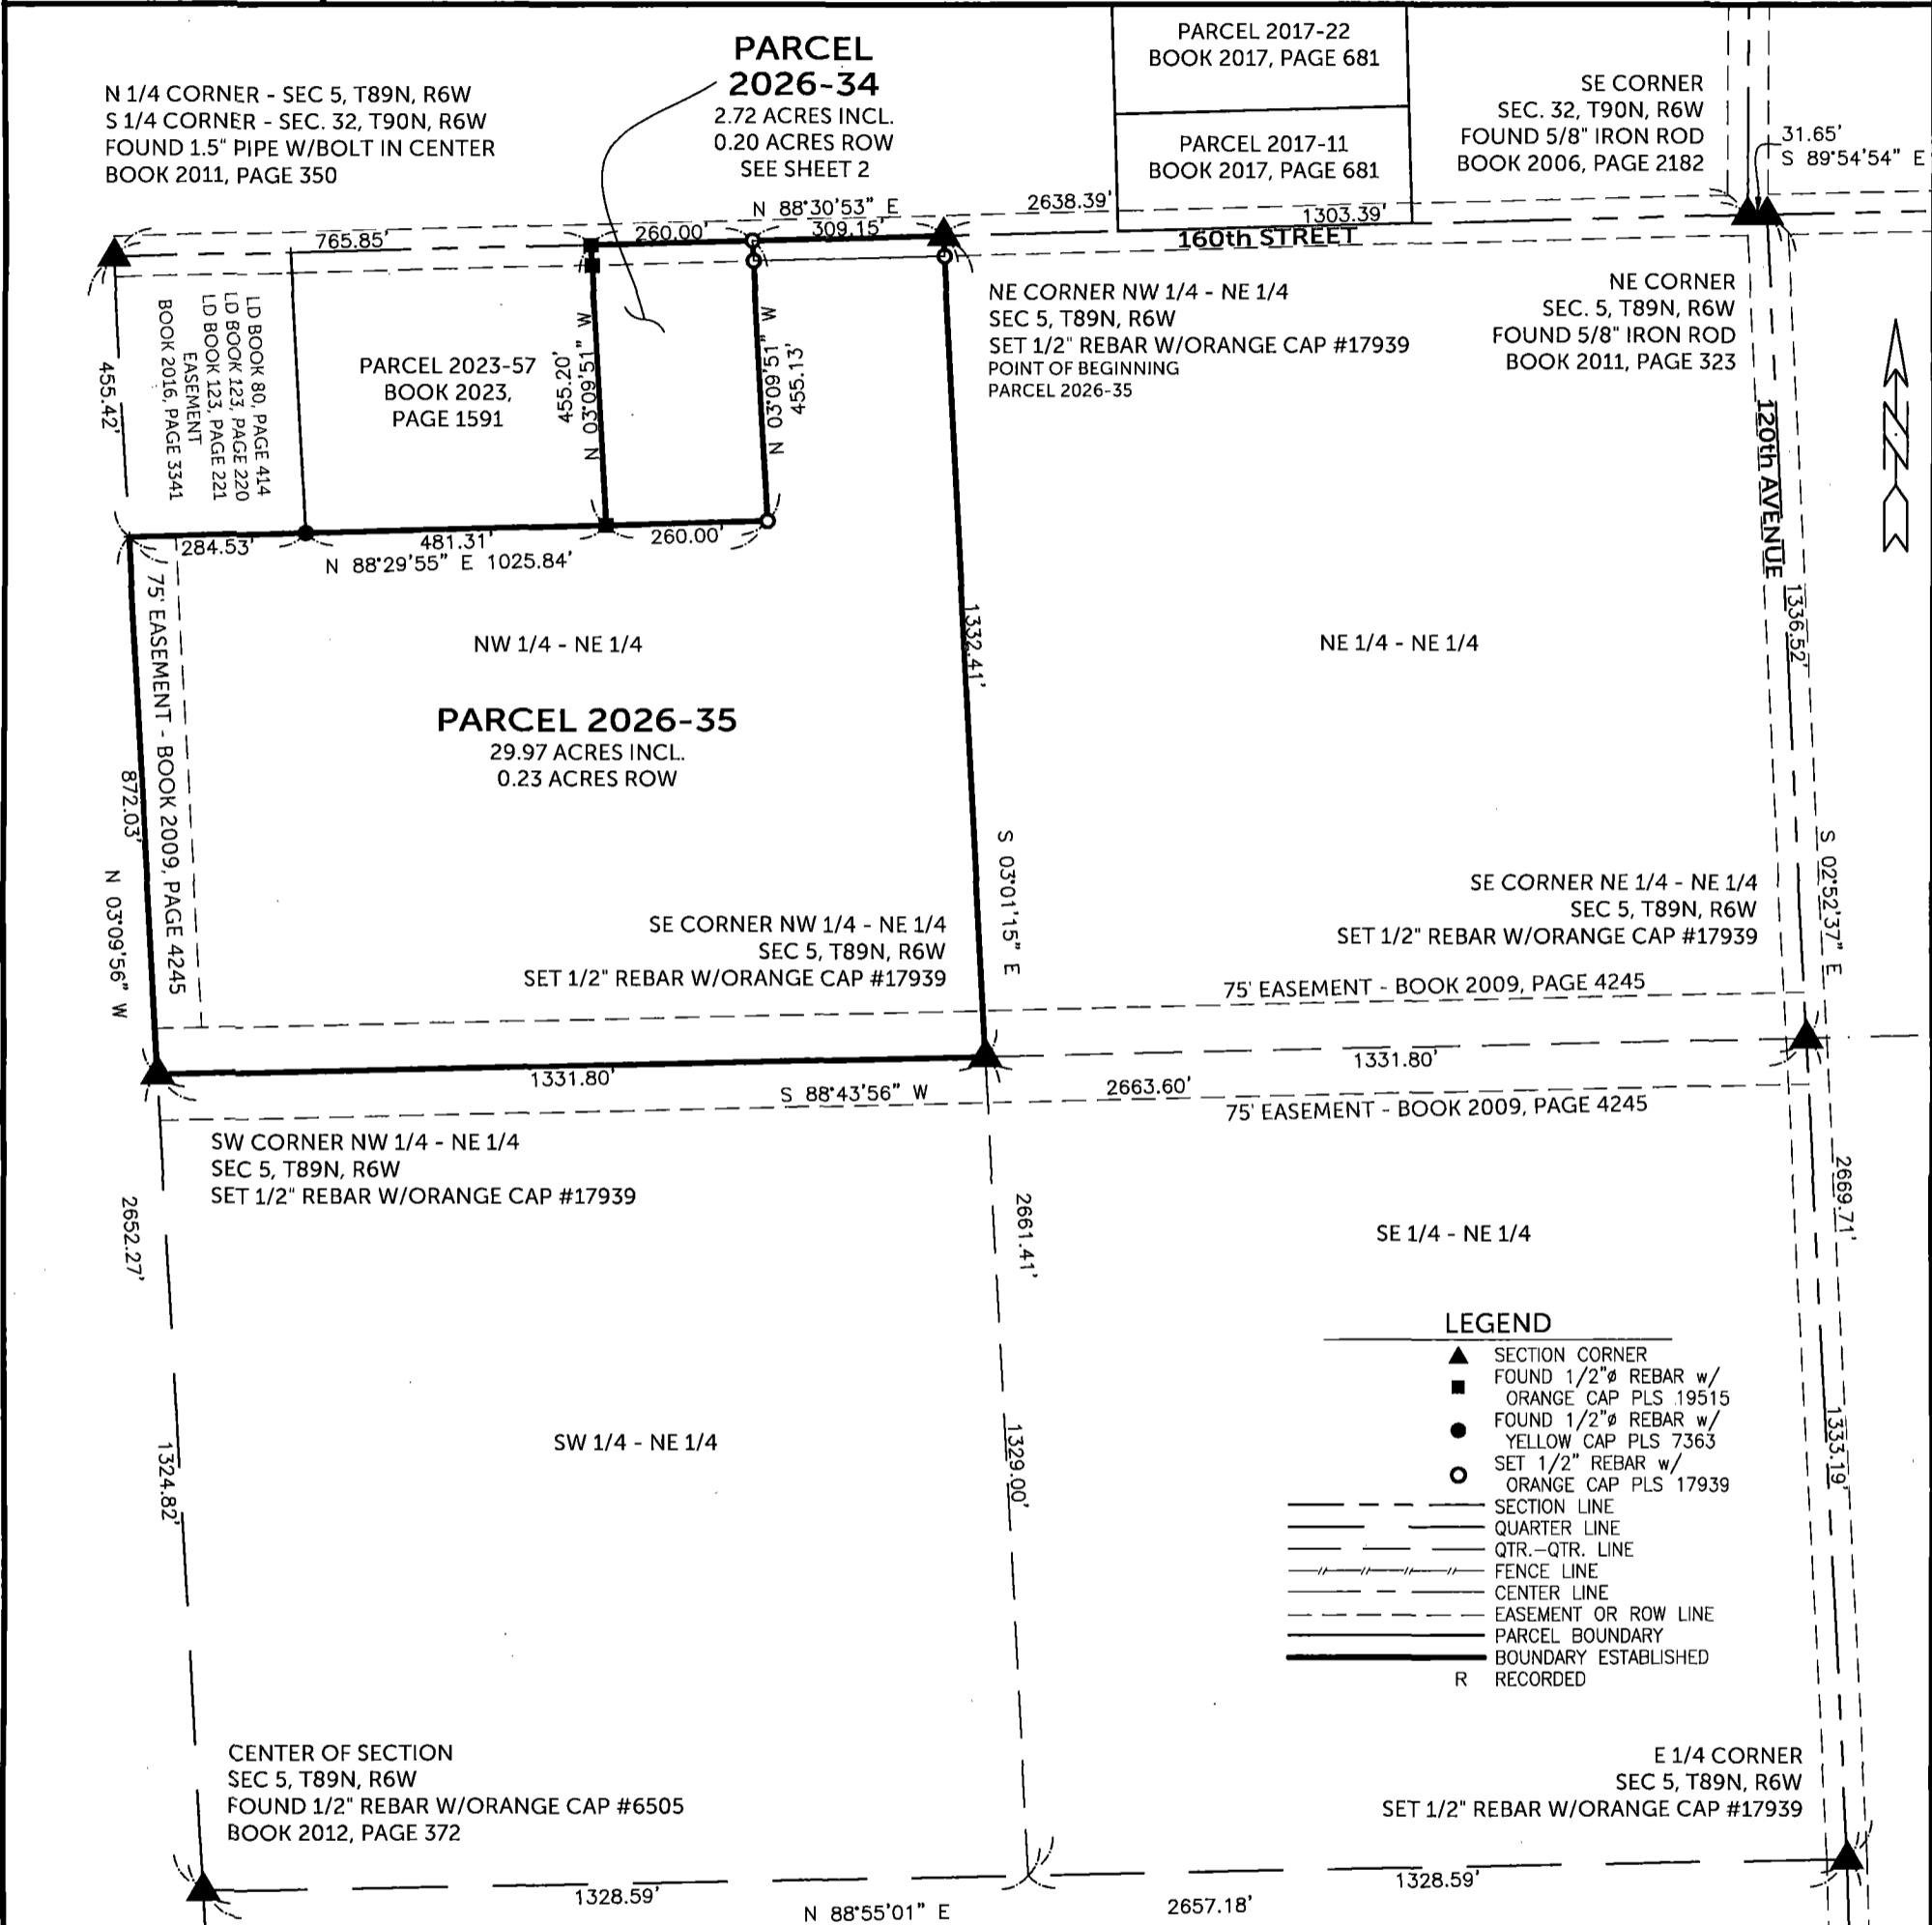 PARCEL
2026-34
2.72 ACRES INCL.
0.20 ACRES ROW
SEE SHEET 2
N 1/4 CORNER - SEC 5, T89N, R6W
S 1/4 CORNER - SEC. 32, T90N, R6W
FOUND 1.5" PIPE W/BOLT IN CENTER
BOOK 2011, PAGE 350
PARCEL 2017-22
BOOK 2017, PAGE 681
PARCEL 2017-11
BOOK 2017, PAGE 681
SE CORNER
SEC. 32, T90N, R6W
FOUND 5/8" IRON ROD
BOOK 2006, PAGE 2182
31.65'
S 89°54'54" E
N 88°30'53" E
2638.39'
765.85'
260.00'
309.15'
1303.39'
160th STREET
NE CORNER NW 1/4 - NE 1/4
SEC 5, T89N, R6W
SET 1/2" REBAR W/ORANGE CAP #17939
POINT OF BEGINNING
PARCEL 2026-35
NE CORNER
SEC. 5, T89N, R6W
FOUND 5/8" IRON ROD
BOOK 2011, PAGE 323
455.42'
LD BOOK 80, PAGE 414
LD BOOK 123, PAGE 220
LD BOOK 123, PAGE 221
EASEMENT
BOOK 2016, PAGE 3341
PARCEL 2023-57
BOOK 2023,
PAGE 1591
N 03°09'51" W
455.20'
N 03°09'51" W
455.13'
120th AVENUE
284.53'
481.31'
260.00'
N 88°29'55" E 1025.84'
75' EASEMENT - BOOK 2009, PAGE 4245
872.03'
N 03°09'56" W
NW 1/4 - NE 1/4
PARCEL 2026-35
29.97 ACRES INCL.
0.23 ACRES ROW
1332.41'
S 03°01'15" E
NE 1/4 - NE 1/4
1336.52'
S 02°52'37" E
SE CORNER NW 1/4 - NE 1/4
SEC 5, T89N, R6W
SET 1/2" REBAR W/ORANGE CAP #17939
SE CORNER NE 1/4 - NE 1/4
SEC 5, T89N, R6W
SET 1/2" REBAR W/ORANGE CAP #17939
75' EASEMENT - BOOK 2009, PAGE 4245
1331.80'
1331.80'
S 88°43'56" W
2663.60'
75' EASEMENT - BOOK 2009, PAGE 4245
SW CORNER NW 1/4 - NE 1/4
SEC 5, T89N, R6W
SET 1/2" REBAR W/ORANGE CAP #17939
2652.27'
2661.41'
2669.71'
SE 1/4 - NE 1/4
SW 1/4 - NE 1/4
1324.82'
1329.00'
1333.19'
LEGEND
SECTION CORNER
FOUND 1/2"ø REBAR w/
ORANGE CAP PLS 19515
FOUND 1/2"ø REBAR w/
YELLOW CAP PLS 7363
SET 1/2" REBAR w/
ORANGE CAP PLS 17939
SECTION LINE
QUARTER LINE
QTR.-QTR. LINE
FENCE LINE
CENTER LINE
EASEMENT OR ROW LINE
PARCEL BOUNDARY
BOUNDARY ESTABLISHED
R RECORDED
CENTER OF SECTION
SEC 5, T89N, R6W
FOUND 1/2" REBAR W/ORANGE CAP #6505
BOOK 2012, PAGE 372
E 1/4 CORNER
SEC 5, T89N, R6W
SET 1/2" REBAR W/ORANGE CAP #17939
1328.59'
1328.59'
N 88°55'01" E
2657.18'